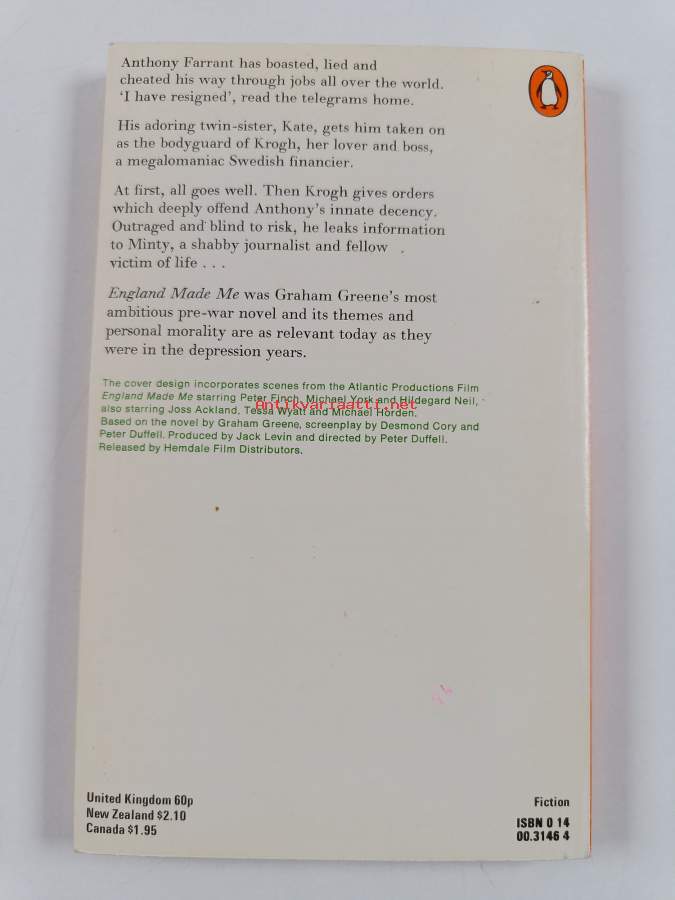 Anthony Farrant has boasted, lied and
cheated his way through jobs all over the world.
'I have resigned', read the telegrams home.
His adoring twin-sister, Kate, gets him taken on
as the bodyguard of Krogh, her lover and boss,
a megalomaniac Swedish financier.
At first, all goes well. Then Krogh gives orders
which deeply offend Anthony's innate decency.
Outraged and blind to risk, he leaks information
to Minty, a shabby journalist and fellow
victim of life . . .
England Made Me was Graham Greene's most
ambitious pre-war novel and its themes and
personal morality are as relevant today as they
were in the depression years.
The cover design incorporates scenes from the Atlantic Productions Film
England Made Me starring Peter Finch, Michael York and Hildegard Neil,
antikvariaatti.net
also starring Joss Ackland, Tessa Wyatt and Michael Horden.
Based on the novel by Graham Greene, screenplay by Desmond Cory and
Peter Duffell. Produced by Jack Levin and directed by Peter Duffell.
Released by Hemdale Film Distributors.
United Kingdom 60p
New Zealand $2.10
Canada $1.95
Fiction
ISBN 0 14
00.3146 4